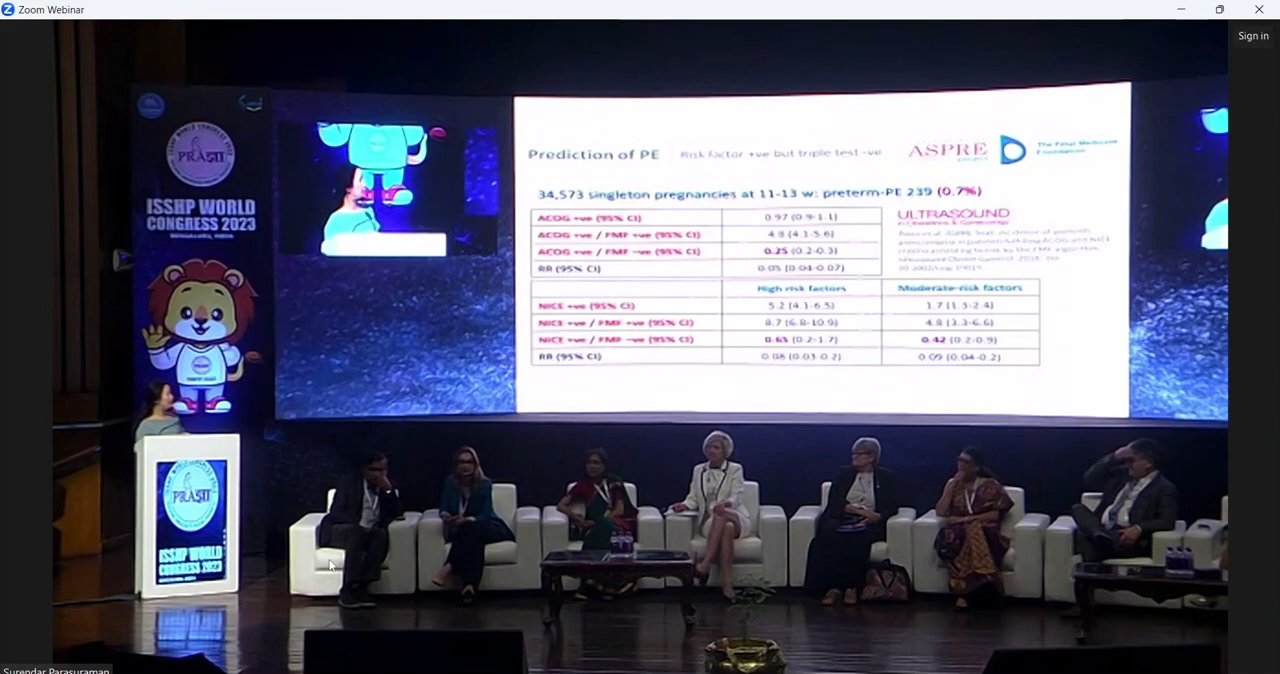 Zoom Webinar
Sign in
PRASTI
ISSHP WORLD
CONGRESS 2023
BENGALURU, INDIA
Prediction of PE
Risk factor +ve but triple test -ve
ASPRE
The Fetal Medicine
Foundation
34,573 singleton pregnancies at 11-13 w: preterm-PE 239 (0.7%)
ACOG +ve (95% CI) 0.97 (0.9-1.1)
ACOG +ve / FMF +ve (95% CI) 4.8 (4.1-5.6)
ACOG +ve / FMF -ve (95% CI) 0.25 (0.2-0.3)
RR (95% CI) 0.05 (0.04-0.07)
ULTRASOUND
in Obstetrics & Gynecology
High risk factors Moderate-risk factors
NICE +ve (95% CI) 5.2 (4.1-6.5) 1.7 (1.3-2.4)
NICE +ve / FMF +ve (95% CI) 8.7 (6.8-10.9) 4.8 (3.3-6.6)
NICE +ve / FMF -ve (95% CI) 0.65 (0.2-1.7) 0.42 (0.2-0.9)
RR (95% CI) 0.08 (0.03-0.2) 0.09 (0.04-0.2)
ISSHP WORLD
CONGRESS 2023
Surendar Parasuraman